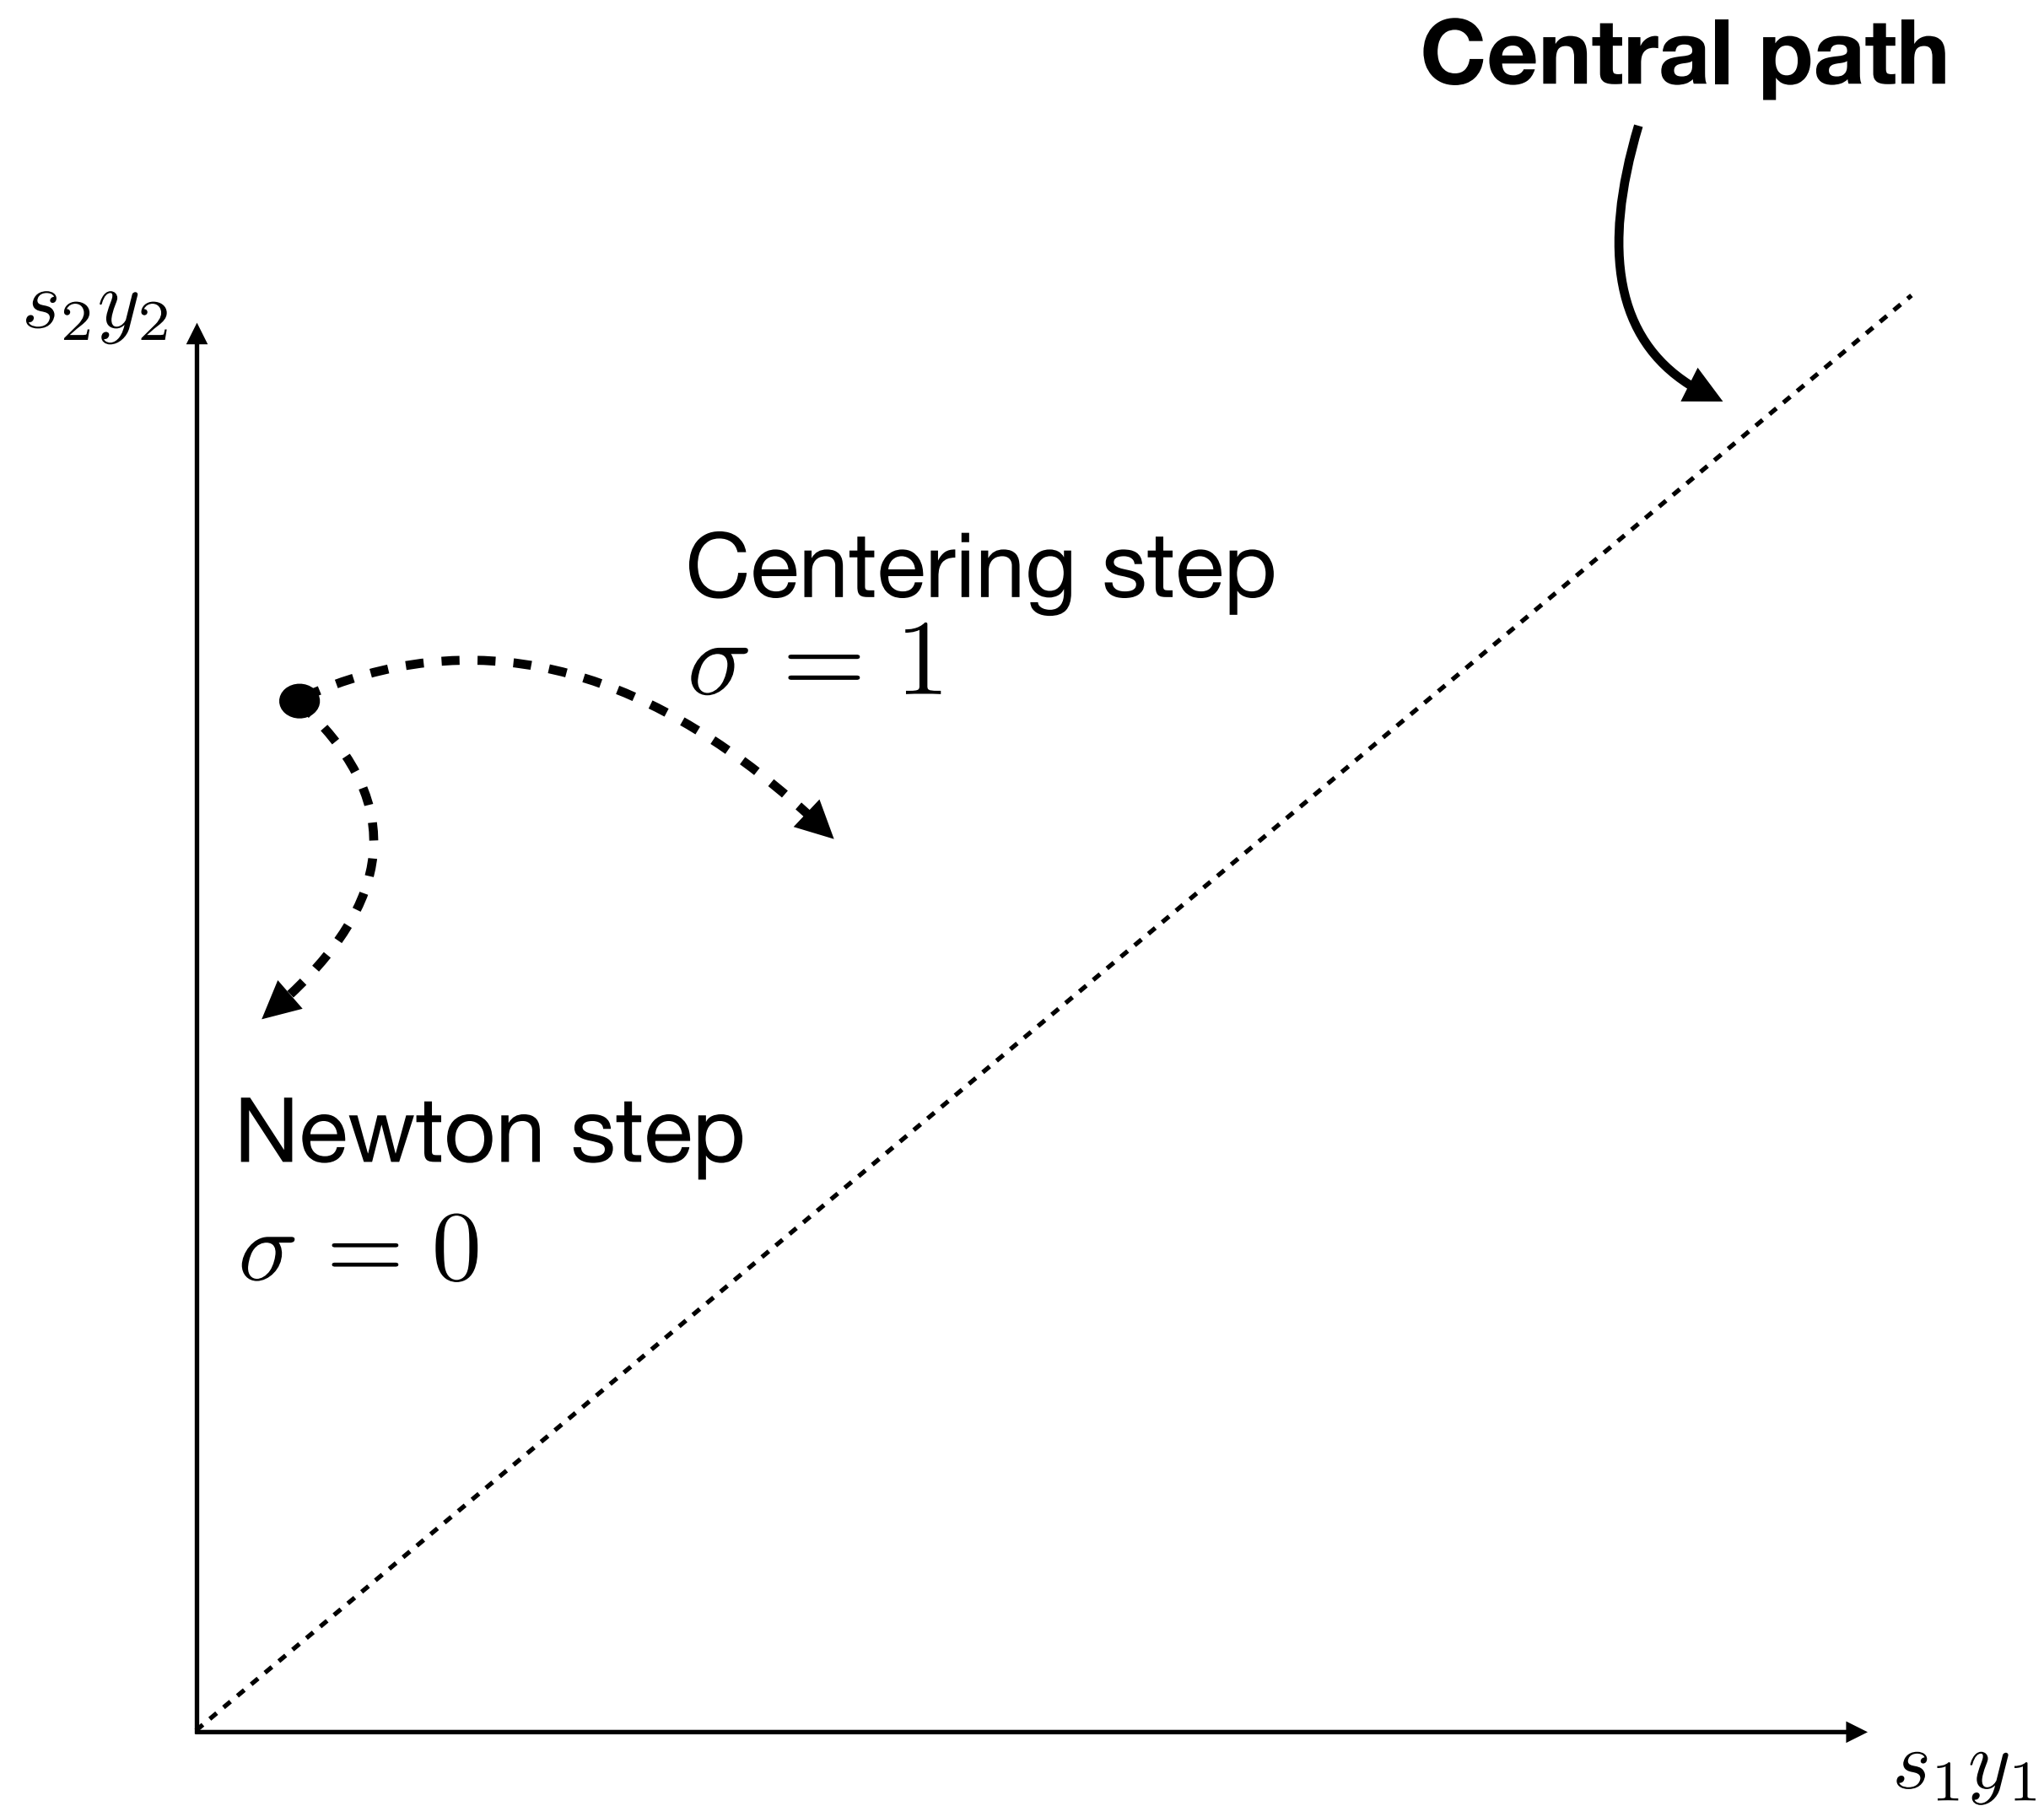 Central path
s₂y₂
Centering step
σ = 1
Newton step
σ = 0
s₁y₁